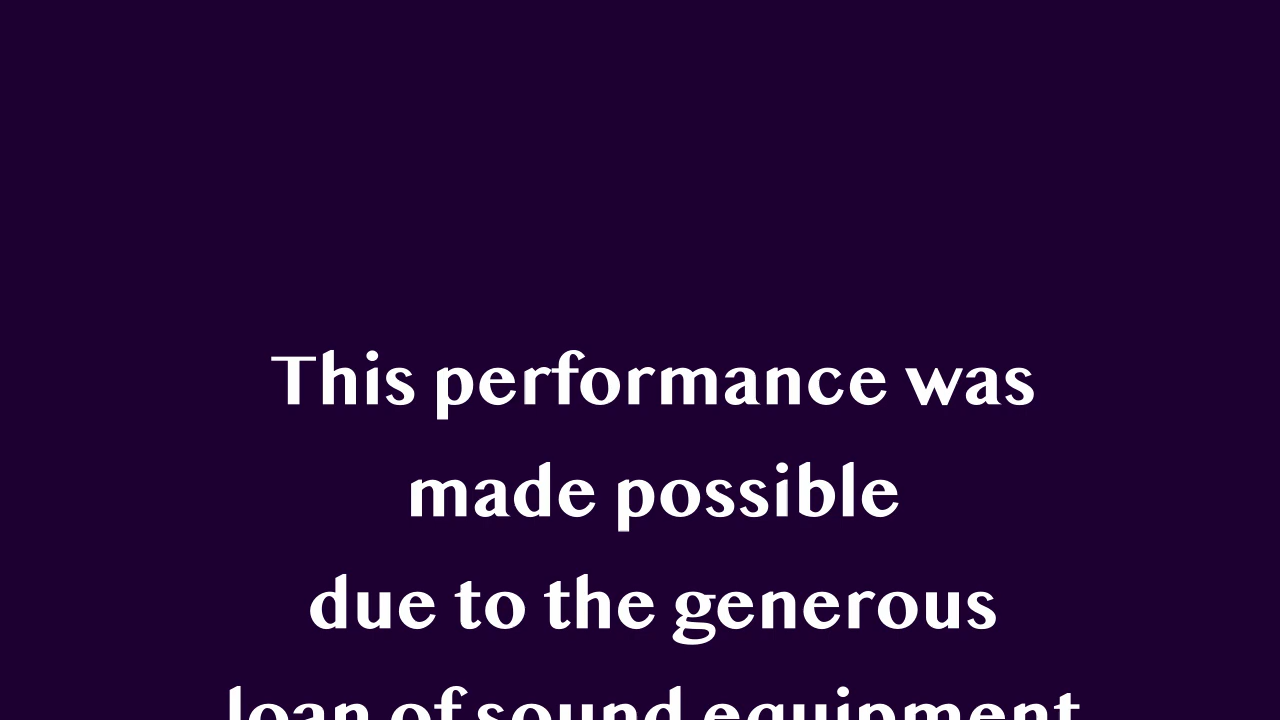 This performance was
made possible
due to the generous
loan of sound equipment